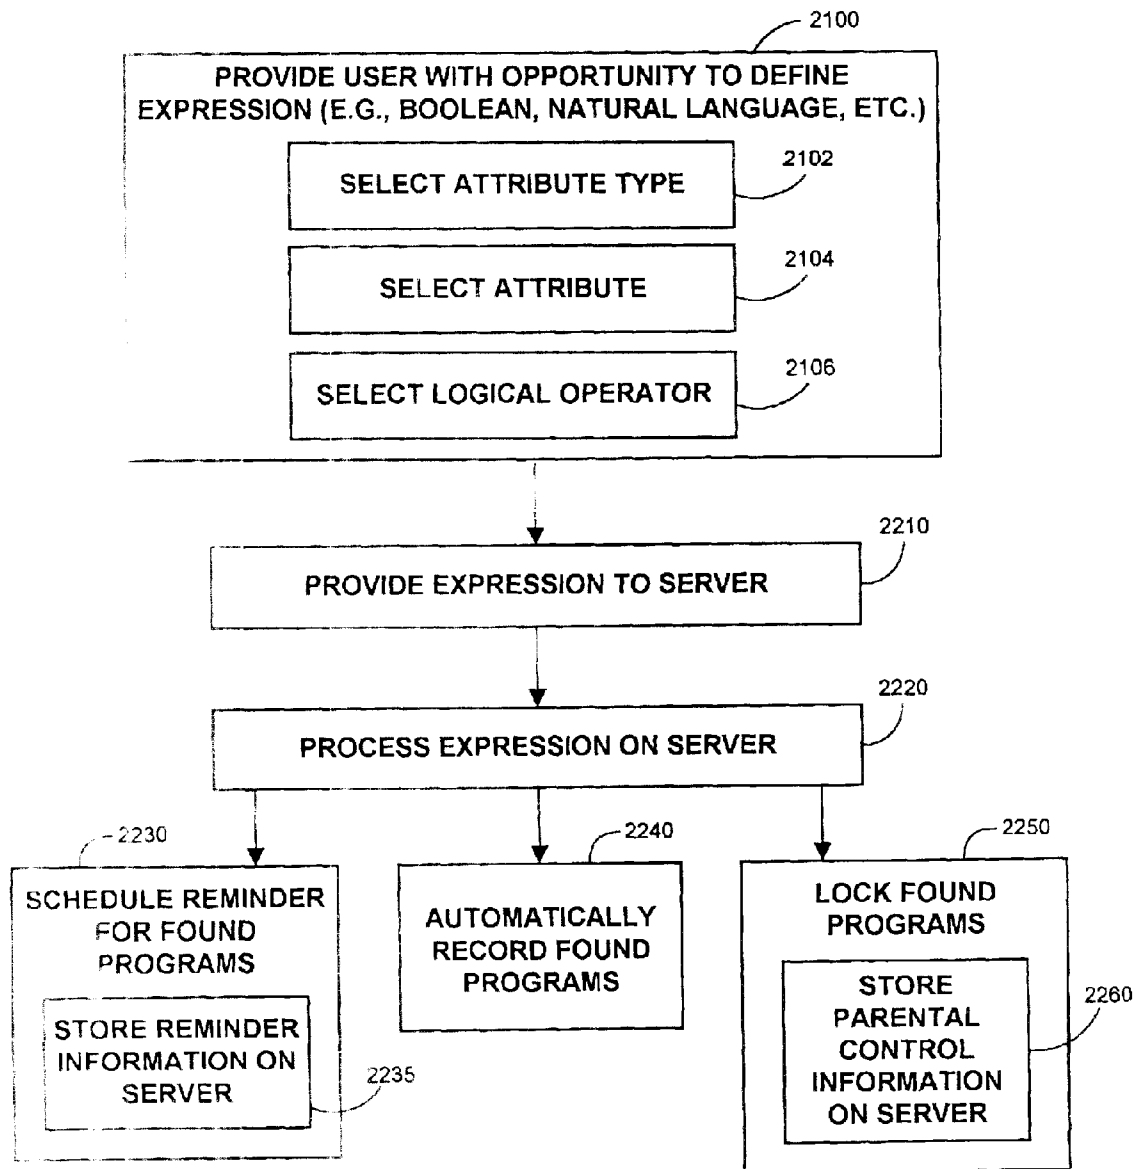 2100
PROVIDE USER WITH OPPORTUNITY TO DEFINE
EXPRESSION (E.G., BOOLEAN, NATURAL LANGUAGE, ETC.)
SELECT ATTRIBUTE TYPE
2102
SELECT ATTRIBUTE
2104
SELECT LOGICAL OPERATOR
2106
PROVIDE EXPRESSION TO SERVER
2210
PROCESS EXPRESSION ON SERVER
2220
2230
SCHEDULE REMINDER
FOR FOUND
PROGRAMS
STORE REMINDER
INFORMATION ON
SERVER
2235
2240
AUTOMATICALLY
RECORD FOUND
PROGRAMS
2250
LOCK FOUND
PROGRAMS
STORE
PARENTAL
CONTROL
INFORMATION
ON SERVER
2260